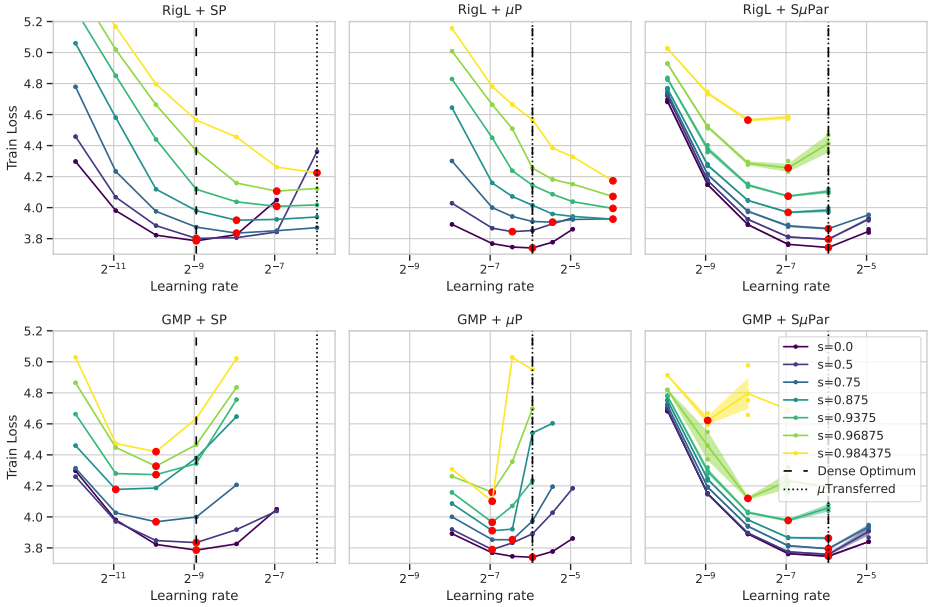 RigL + SP
RigL + μP
RigL + SμPar
5.2
5.0
4.8
4.6
4.4
4.2
4.0
3.8
Train Loss
2⁻¹¹ 2⁻⁹ 2⁻⁷
2⁻⁹ 2⁻⁷ 2⁻⁵
2⁻⁹ 2⁻⁷ 2⁻⁵
Learning rate
Learning rate
Learning rate
GMP + SP
GMP + μP
GMP + SμPar
5.2
5.0
4.8
4.6
4.4
4.2
4.0
3.8
Train Loss
s=0.0
s=0.5
s=0.75
s=0.875
s=0.9375
s=0.96875
s=0.984375
Dense Optimum
μTransferred
2⁻¹¹ 2⁻⁹ 2⁻⁷
2⁻⁹ 2⁻⁷ 2⁻⁵
2⁻⁹ 2⁻⁷ 2⁻⁵
Learning rate
Learning rate
Learning rate